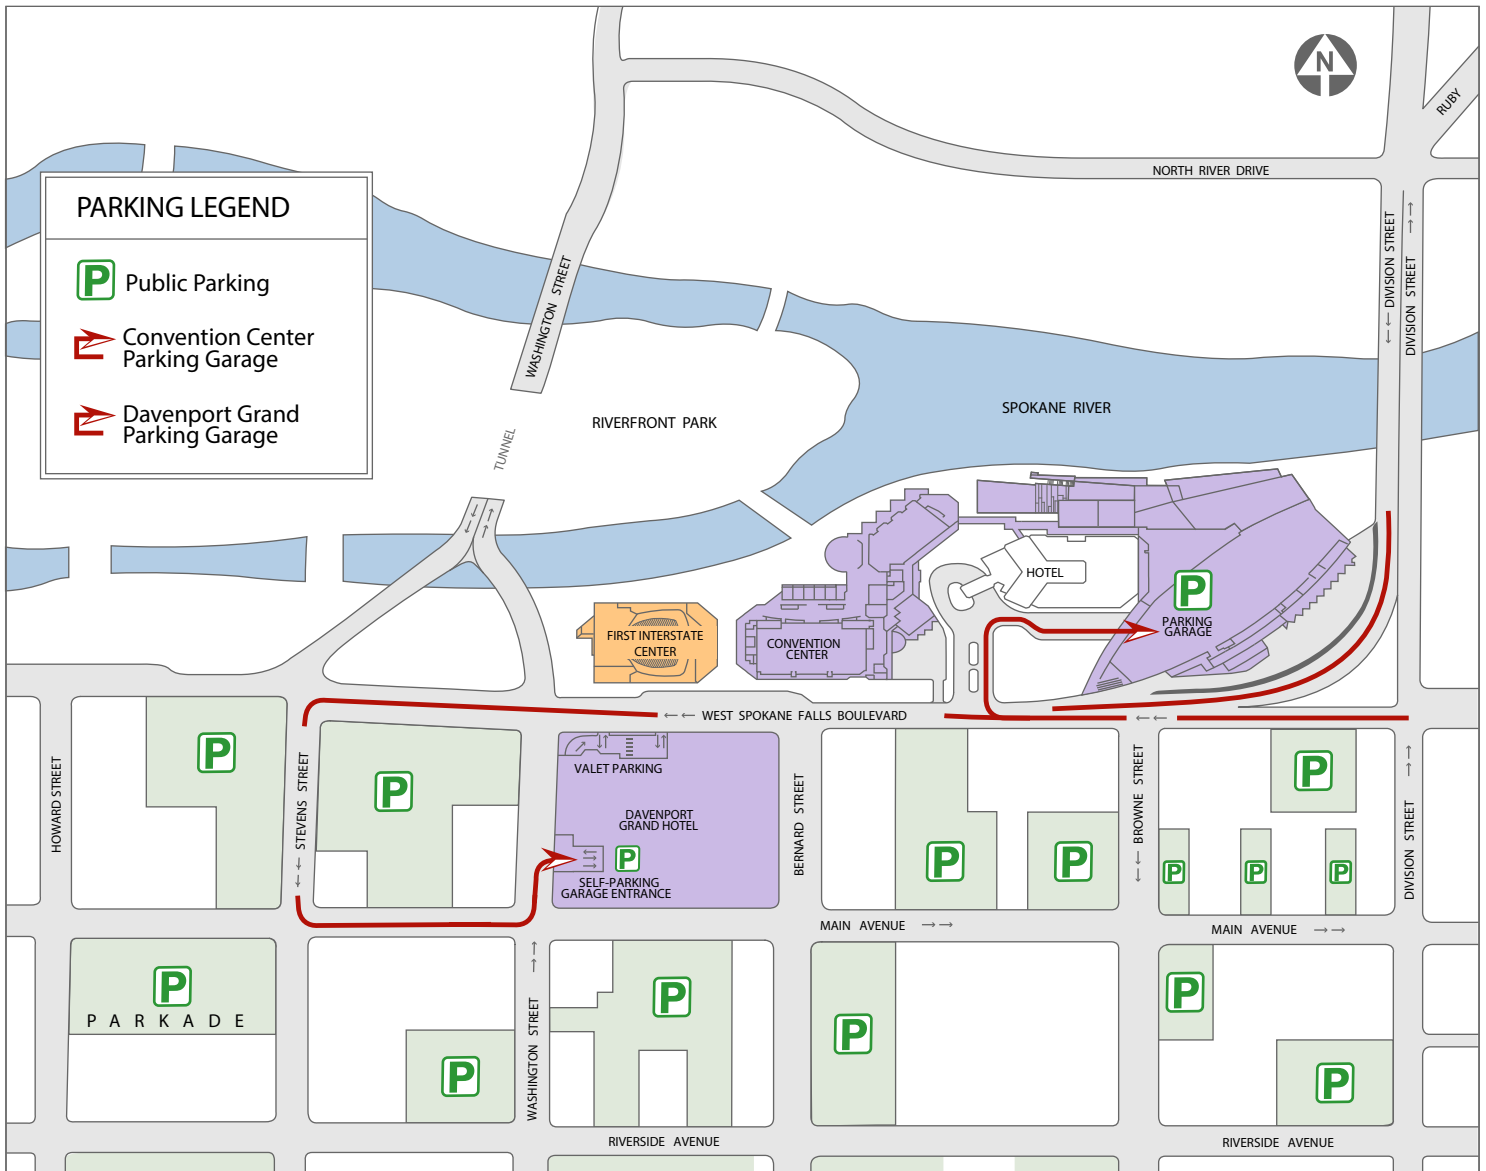 N
RUBY
NORTH RIVER DRIVE
PARKING LEGEND
P Public Parking
Convention Center
Parking Garage
Davenport Grand
Parking Garage
WASHINGTON STREET
DIVISION STREET
DIVISION STREET
TUNNEL
RIVERFRONT PARK
SPOKANE RIVER
HOTEL
P
PARKING
GARAGE
FIRST INTERSTATE
CENTER
CONVENTION
CENTER
WEST SPOKANE FALLS BOULEVARD
HOWARD STREET
P
STEVENS STREET
P
VALET PARKING
DAVENPORT
GRAND HOTEL
P
SELF-PARKING
GARAGE ENTRANCE
BERNARD STREET
P
P
BROWNE STREET
P
P
P
P
DIVISION STREET
MAIN AVENUE
MAIN AVENUE
P
PARKADE
P
WASHINGTON STREET
P
P
P
P
RIVERSIDE AVENUE
RIVERSIDE AVENUE